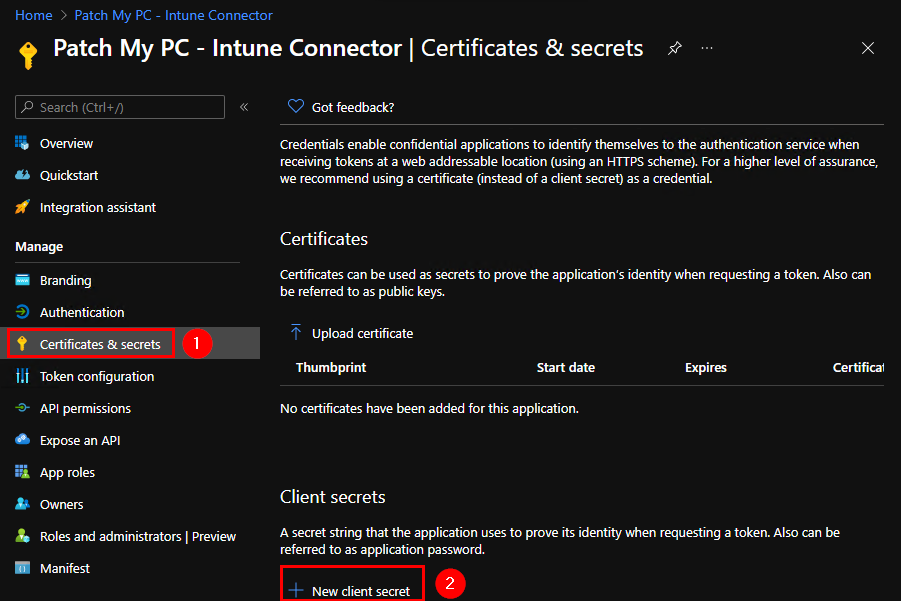 Home > Patch My PC - Intune Connector
Patch My PC - Intune Connector | Certificates & secrets
Search (Ctrl+/)
Overview
Quickstart
Integration assistant
Manage
Branding
Authentication
Certificates & secrets 1
Token configuration
API permissions
Expose an API
App roles
Owners
Roles and administrators | Preview
Manifest
Got feedback?
Credentials enable confidential applications to identify themselves to the authentication service when
receiving tokens at a web addressable location (using an HTTPS scheme). For a higher level of assurance,
we recommend using a certificate (instead of a client secret) as a credential.
Certificates
Certificates can be used as secrets to prove the application's identity when requesting a token. Also can
be referred to as public keys.
Upload certificate
Thumbprint Start date Expires Certificat
No certificates have been added for this application.
Client secrets
A secret string that the application uses to prove its identity when requesting a token. Also can be
referred to as application password.
New client secret 2